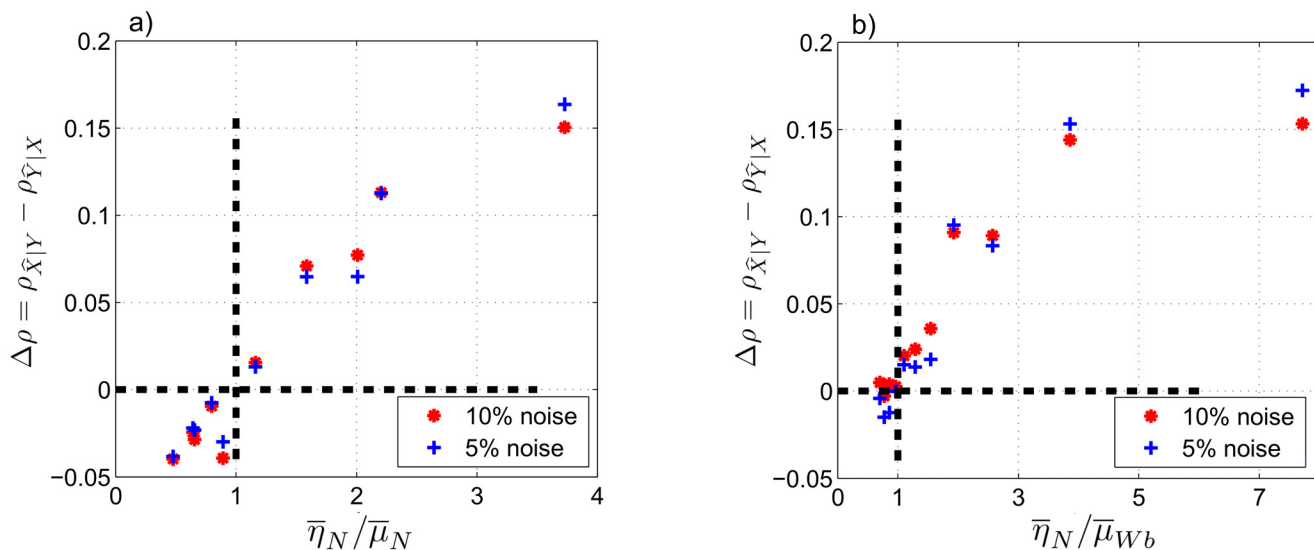 a)
0.2
0.15
0.1
0.05
0
−0.05
Δρ = ρ_{X̂|Y} − ρ_{Ŷ|X}
10% noise
5% noise
0 1 2 3 4
η̅_N/μ̅_N
b)
0.2
0.15
0.1
0.05
0
−0.05
Δρ = ρ_{X̂|Y} − ρ_{Ŷ|X}
10% noise
5% noise
0 1 3 5 7
η̅_N/μ̅_{Wb}